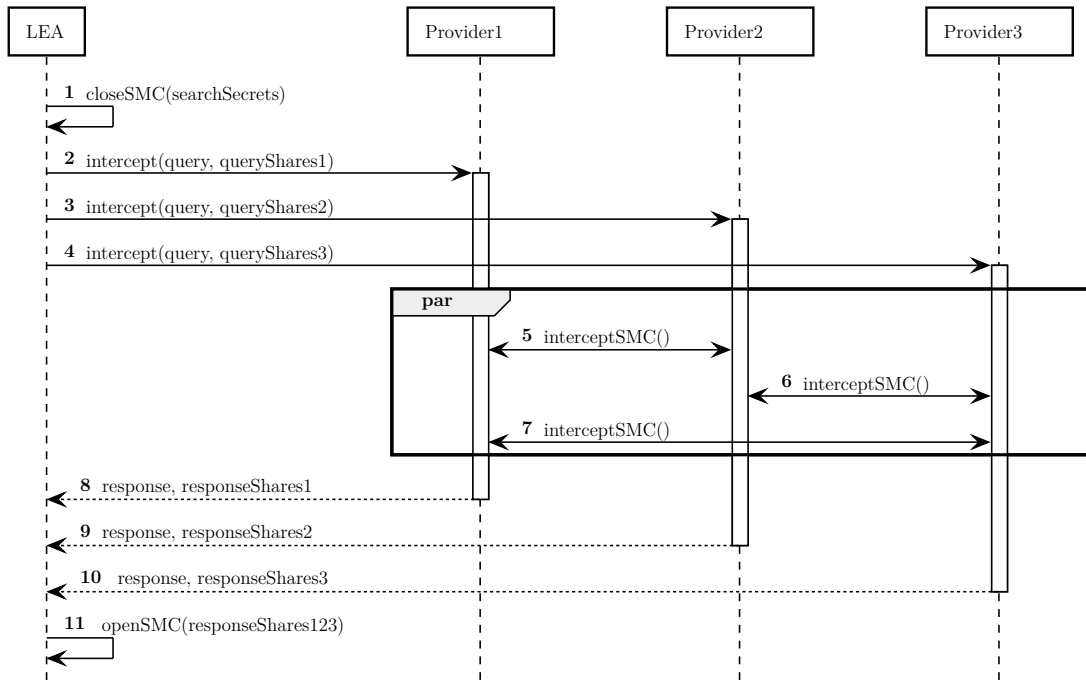 LEA
Provider1
Provider2
Provider3
1 closeSMC(searchSecrets)
2 intercept(query, queryShares1)
3 intercept(query, queryShares2)
4 intercept(query, queryShares3)
par
5 interceptSMC()
6 interceptSMC()
7 interceptSMC()
8 response, responseShares1
9 response, responseShares2
10 response, responseShares3
11 openSMC(responseShares123)